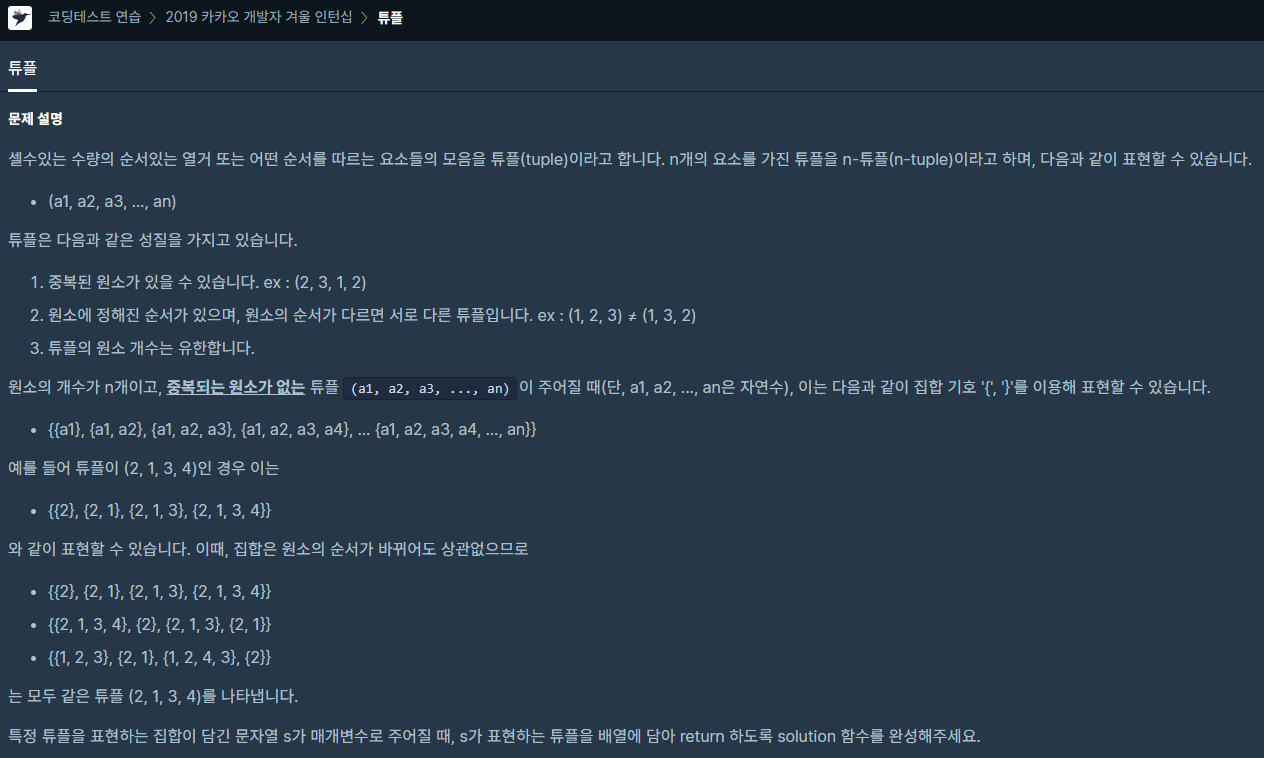 코딩테스트 연습 > 2019 카카오 개발자 겨울 인턴십 > 튜플
튜플
문제 설명
셀수있는 수량의 순서있는 열거 또는 어떤 순서를 따르는 요소들의 모음을 튜플(tuple)이라고 합니다. n개의 요소를 가진 튜플을 n-튜플(n-tuple)이라고 하며, 다음과 같이 표현할 수 있습니다.
• (a1, a2, a3, ..., an)
튜플은 다음과 같은 성질을 가지고 있습니다.
1. 중복된 원소가 있을 수 있습니다. ex : (2, 3, 1, 2)
2. 원소에 정해진 순서가 있으며, 원소의 순서가 다르면 서로 다른 튜플입니다. ex : (1, 2, 3) ≠ (1, 3, 2)
3. 튜플의 원소 개수는 유한합니다.
원소의 개수가 n개이고, 중복되는 원소가 없는 튜플 (a1, a2, a3, ..., an) 이 주어질 때(단, a1, a2, ..., an은 자연수), 이는 다음과 같이 집합 기호 '{', '}'를 이용해 표현할 수 있습니다.
• {{a1}, {a1, a2}, {a1, a2, a3}, {a1, a2, a3, a4}, ... {a1, a2, a3, a4, ..., an}}
예를 들어 튜플이 (2, 1, 3, 4)인 경우 이는
• {{2}, {2, 1}, {2, 1, 3}, {2, 1, 3, 4}}
와 같이 표현할 수 있습니다. 이때, 집합은 원소의 순서가 바뀌어도 상관없으므로
• {{2}, {2, 1}, {2, 1, 3}, {2, 1, 3, 4}}
• {{2, 1, 3, 4}, {2}, {2, 1, 3}, {2, 1}}
• {{1, 2, 3}, {2, 1}, {1, 2, 4, 3}, {2}}
는 모두 같은 튜플 (2, 1, 3, 4)를 나타냅니다.
특정 튜플을 표현하는 집합이 담긴 문자열 s가 매개변수로 주어질 때, s가 표현하는 튜플을 배열에 담아 return 하도록 solution 함수를 완성해주세요.